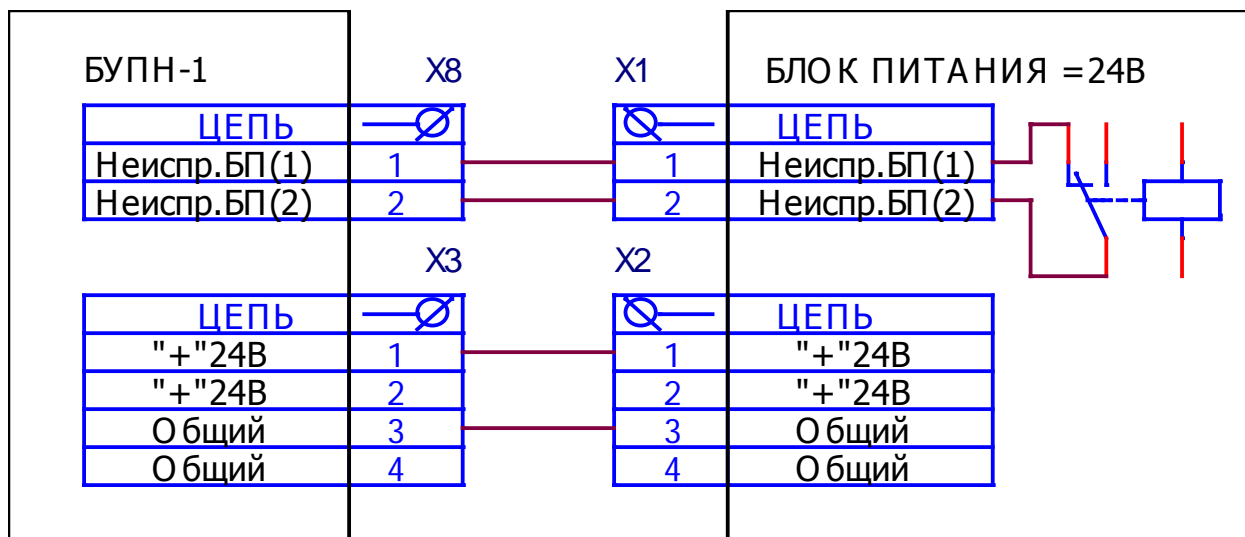 БУПН-1 X8 X1 БЛОК ПИТАНИЯ =24В
ЦЕПЬ ЦЕПЬ
Неиспр.БП(1) 1 1 Неиспр.БП(1)
Неиспр.БП(2) 2 2 Неиспр.БП(2)
X3 X2
ЦЕПЬ ЦЕПЬ
"+"24В 1 1 "+"24В
"+"24В 2 2 "+"24В
Общий 3 3 Общий
Общий 4 4 Общий